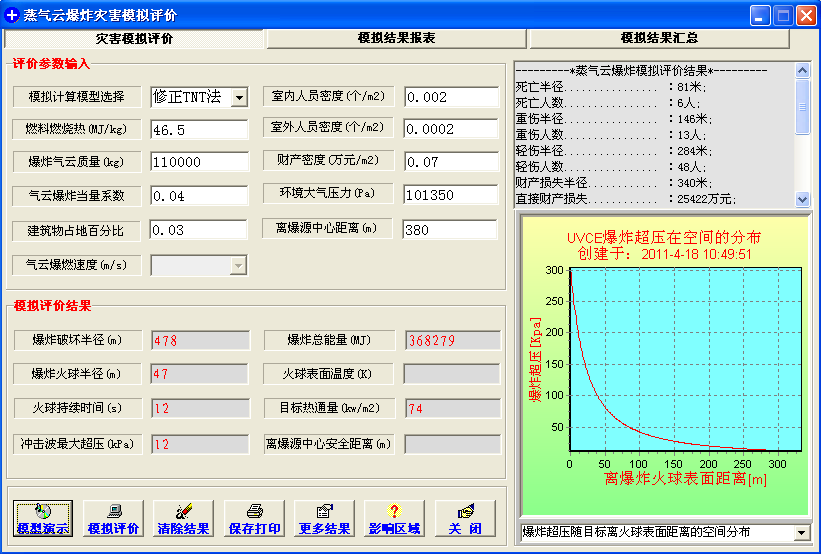 蒸气云爆炸灾害模拟评价
灾害模拟评价 模拟结果报表 模拟结果汇总
评价参数输入
模拟计算模型选择 修正TNT法 室内人员密度(个/m2) 0.002
燃料燃烧热(MJ/kg) 46.5 室外人员密度(个/m2) 0.0002
爆炸气云质量(kg) 110000 财产密度(万元/m2) 0.07
气云爆炸当量系数 0.04 环境大气压力(Pa) 101350
建筑物占地百分比 0.03 离爆源中心距离(m) 380
气云爆燃速度(m/s)
模拟评价结果
爆炸破坏半径(m) 478 爆炸总能量(MJ) 368279
爆炸火球半径(m) 47 火球表面温度(K)
火球持续时间(s) 12 目标热通量(kw/m2) 74
冲击波最大超压(kPa) 12 离爆源中心安全距离(m)
模型演示 模拟评价 清除结果 保存打印 更多结果 影响区域 关 闭
---------*蒸气云爆炸模拟评价结果*---------
死亡半径..............：81米;
死亡人数..............：6人;
重伤半径..............：146米;
重伤人数..............：13人;
轻伤半径..............：284米;
轻伤人数..............：48人;
财产损失半径...........：340米;
直接财产损失...........：25422万元;
UVCE爆炸超压在空间的分布
创建于：2011-4-18 10:49:51
爆炸超压[Kpa]
300
250
200
150
100
50
0 50 100 150 200 250 300
离爆炸火球表面距离[m]
爆炸超压随目标离火球表面距离的空间分布